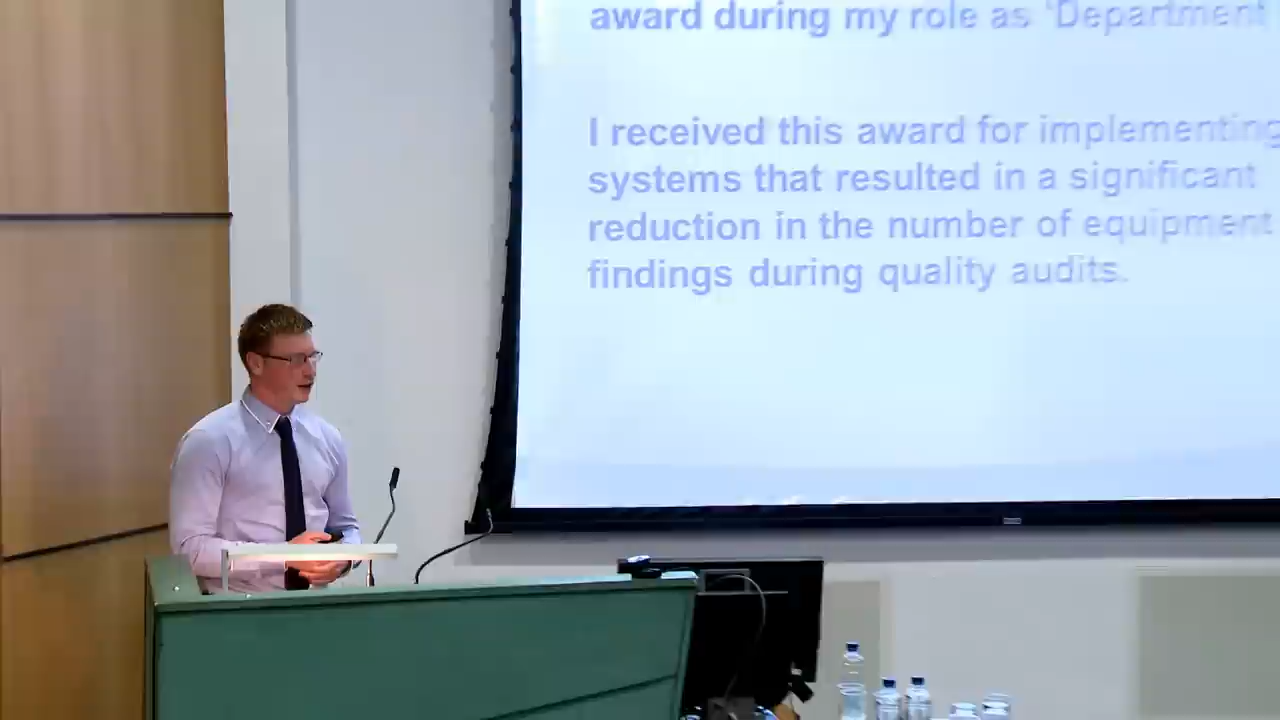 award during my role as 'Department
I received this award for implementing
systems that resulted in a significant
reduction in the number of equipment
findings during quality audits.